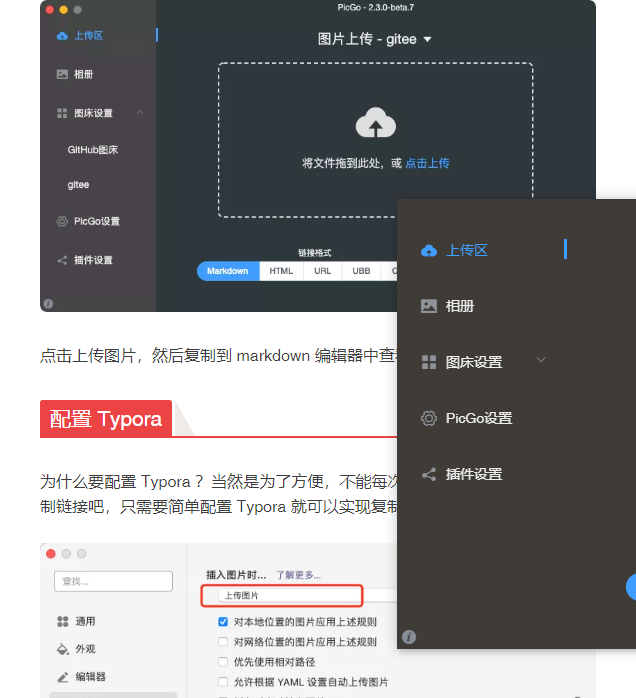 PicGo - 2.3.0-beta.7
上传区
图片上传 - gitee
相册
图床设置
GitHub图床
gitee
PicGo设置
插件设置
将文件拖到此处，或 点击上传
链接格式
Markdown HTML URL UBB
上传区
相册
图床设置
PicGo设置
插件设置
点击上传图片，然后复制到 markdown 编辑器中查
配置 Typora
为什么要配置 Typora ？当然是为了方便，不能每次
制链接吧，只需要简单配置 Typora 就可以实现复制
查找...
通用
外观
编辑器
插入图片时... 了解更多...
上传图片
对本地位置的图片应用上述规则
对网络位置的图片应用上述规则
优先使用相对路径
允许根据 YAML 设置自动上传图片